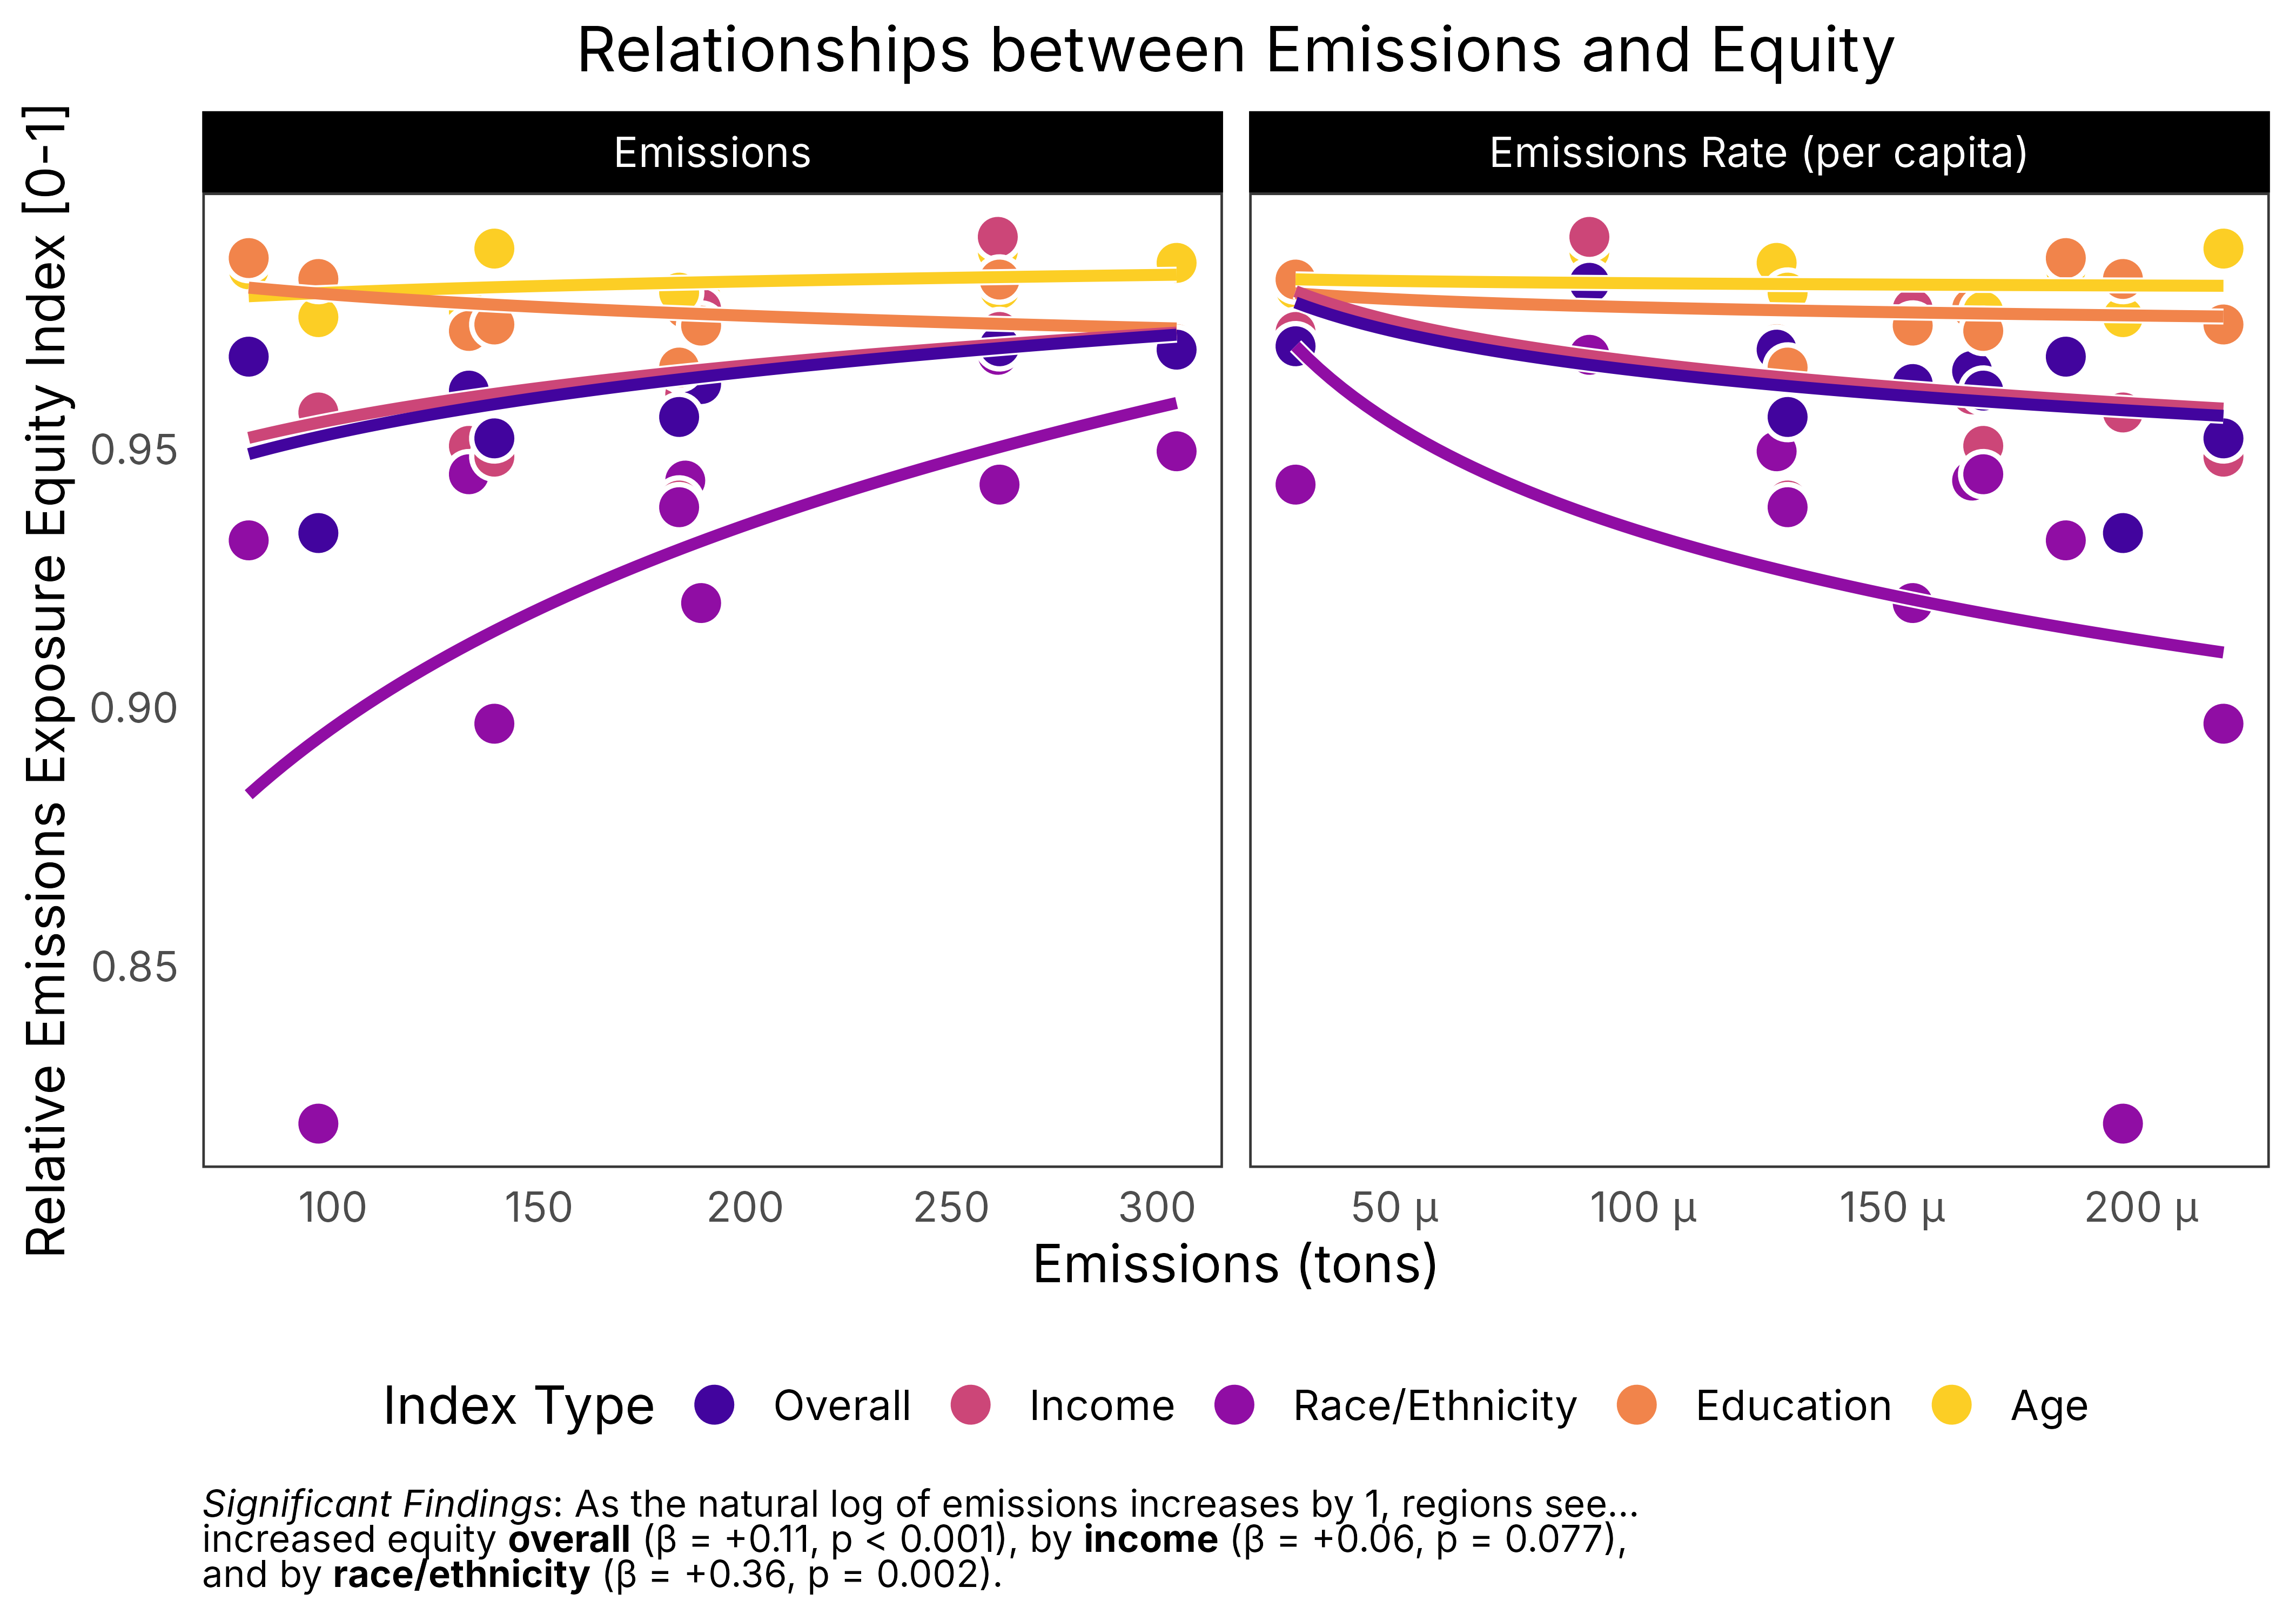 Relationships between Emissions and Equity
Emissions
Emissions Rate (per capita)
Relative Emissions Exposure Equity Index [0-1]
0.95
0.90
0.85
100 150 200 250 300
50 µ 100 µ 150 µ 200 µ
Emissions (tons)
Index Type Overall Income Race/Ethnicity Education Age
Significant Findings: As the natural log of emissions increases by 1, regions see...
increased equity overall (β = +0.11, p < 0.001), by income (β = +0.06, p = 0.077),
and by race/ethnicity (β = +0.36, p = 0.002).